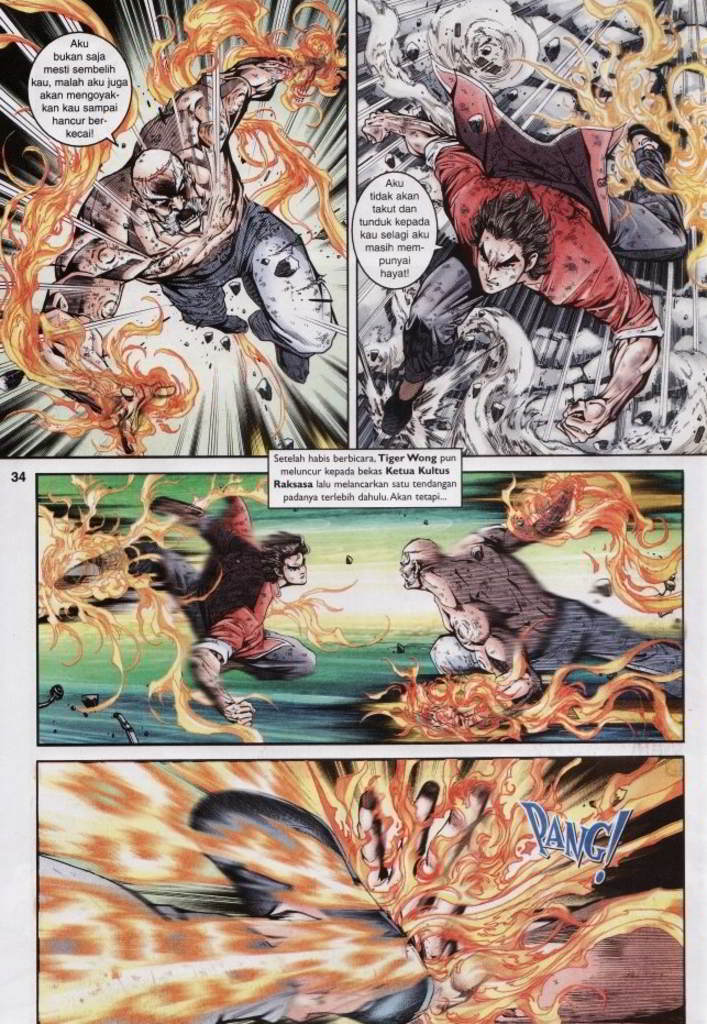 Aku
bukan saja
mesti sembelih
kau, malah aku juga
akan mengoyak-
kan kau sampai
hancur ber-
kecai!
Aku
tidak akan
takut dan
tunduk kepada
kau selagi aku
masih mem-
punyai
hayat!
34
Setelah habis berbicara, Tiger Wong pun
meluncur kepada bekas Ketua Kultus
Raksasa lalu melancarkan satu tendangan
padanya terlebih dahulu. Akan tetapi...
PANG!